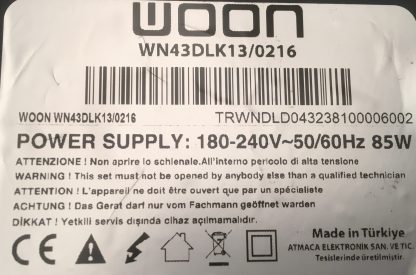 WOON
WN43DLK13/0216
WOON WN43DLK13/0216 TRWNDLD043238100006002
POWER SUPPLY: 180-240V~50/60Hz 85W
ATTENZIONE ! Non aprire lo schienale.All'interno pericolo di alta tensione
WARNING ! This set must not be opened by anybody else than a qualified technician
ATTENTION ! L'appareil ne doit être ouvert que par un spécialiste
ACHTUNG ! Das Gerät darf nur vom Fachmann geöffnet warden
DİKKAT ! Yetkili servis dışında cihaz açılmamalıdır.
CE
Made in Türkiye
ATMACA ELEKTRONİK SAN. VE TİC.
Tesislerinde üretilmiştir.